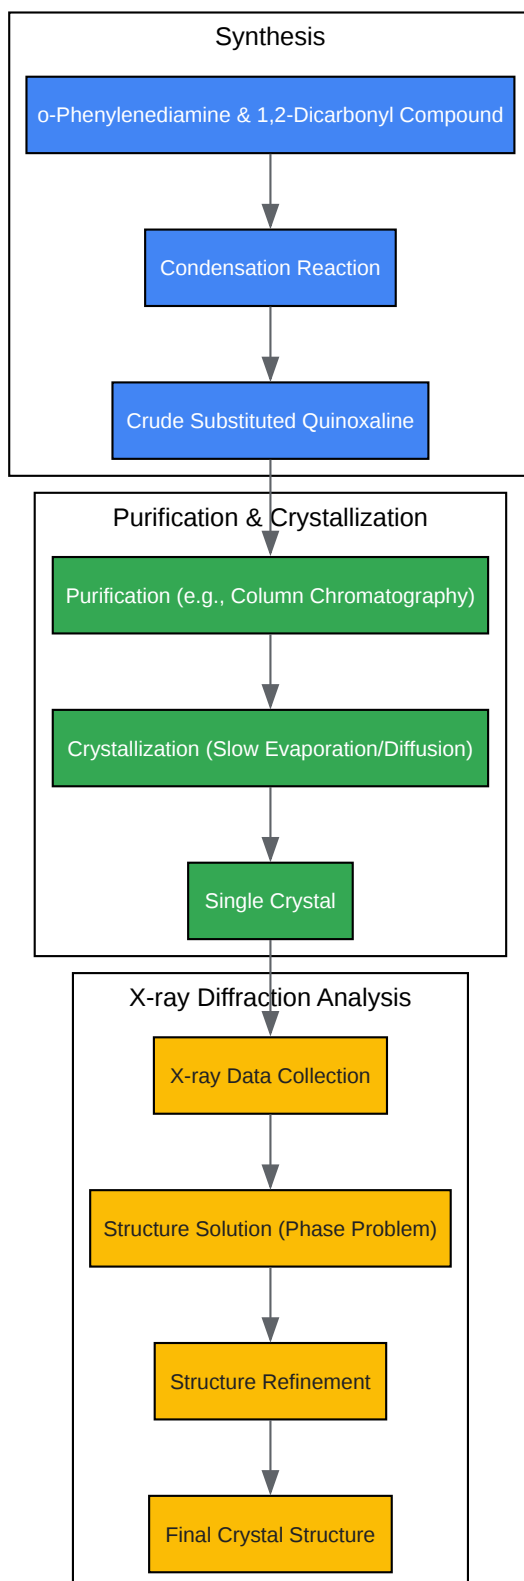 Synthesis
o-Phenylenediamine & 1,2-Dicarbonyl Compound
Condensation Reaction
Crude Substituted Quinoxaline
Purification & Crystallization
Purification (e.g., Column Chromatography)
Crystallization (Slow Evaporation/Diffusion)
Single Crystal
X-ray Diffraction Analysis
X-ray Data Collection
Structure Solution (Phase Problem)
Structure Refinement
Final Crystal Structure